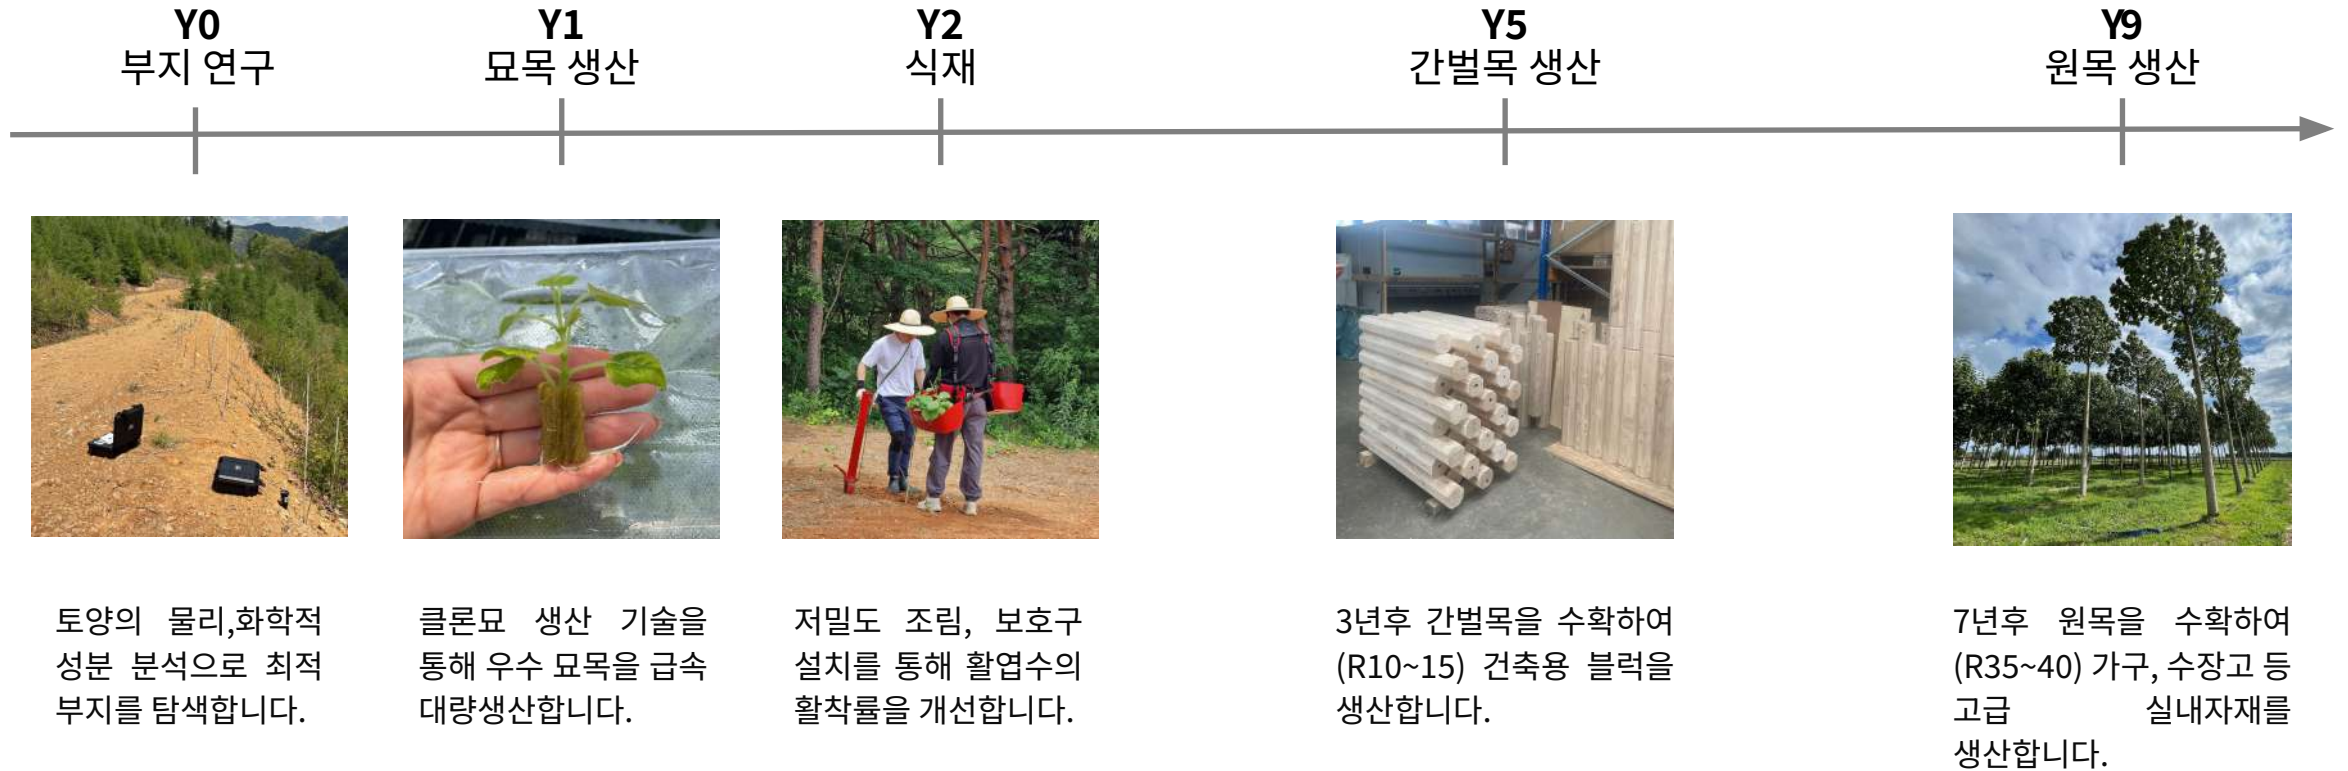 Y0
부지 연구
Y1
묘목 생산
Y2
식재
Y5
간벌목 생산
Y9
원목 생산
토양의 물리,화학적
성분 분석으로 최적
부지를 탐색합니다.
클론묘 생산 기술을
통해 우수 묘목을 급속
대량생산합니다.
저밀도 조림, 보호구
설치를 통해 활엽수의
활착률을 개선합니다.
3년후 간벌목을 수확하여
(R10~15) 건축용 블럭을
생산합니다.
7년후 원목을 수확하여
(R35~40) 가구, 수장고 등
고급 실내자재를
생산합니다.